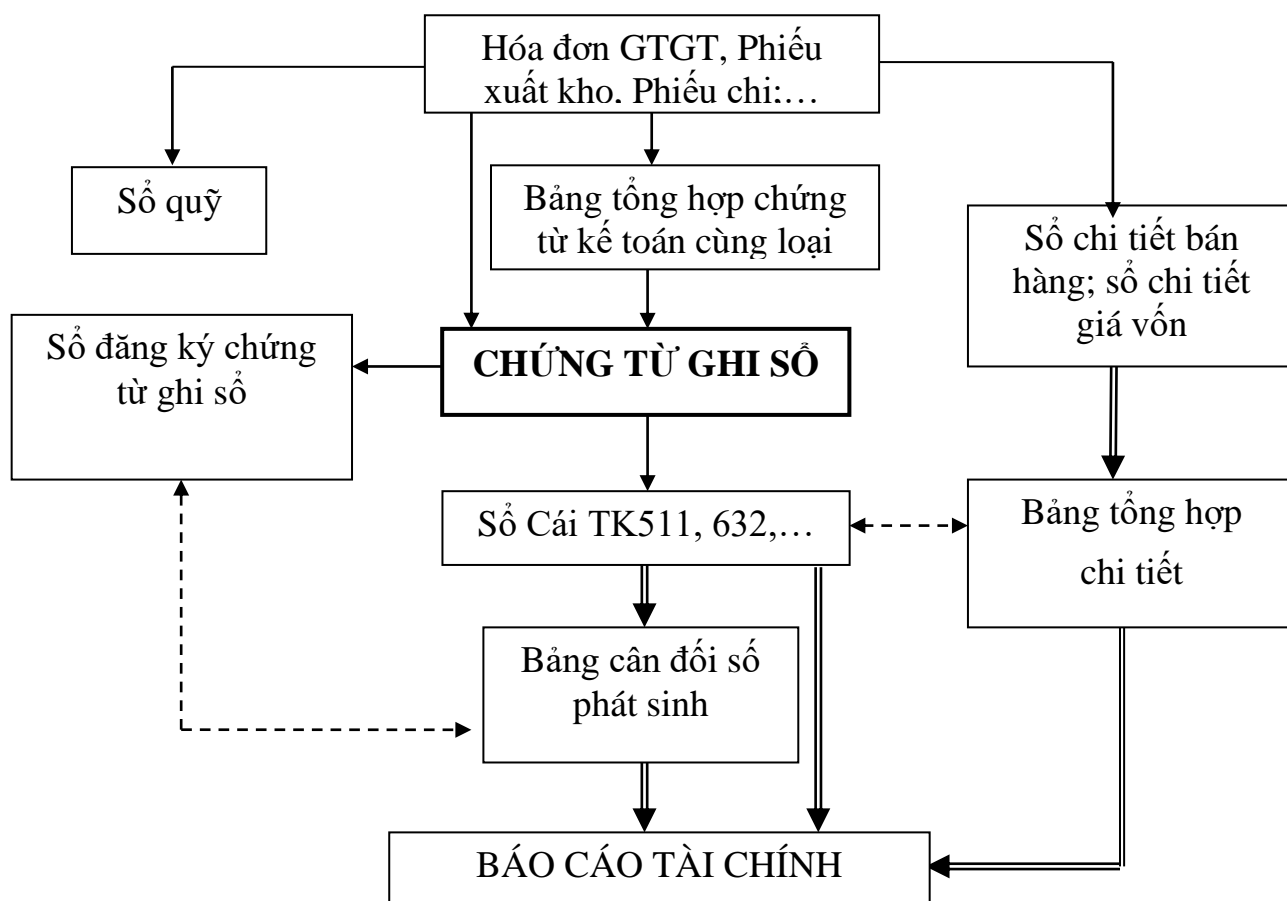 Hóa đơn GTGT, Phiếu
xuất kho, Phiếu chi;…
Sổ quỹ
Bảng tổng hợp chứng
từ kế toán cùng loại
Sổ chi tiết bán
hàng; sổ chi tiết
giá vốn
Sổ đăng ký chứng
từ ghi sổ
CHỨNG TỪ GHI SỔ
Sổ Cái TK511, 632,…
Bảng tổng hợp
chi tiết
Bảng cân đối số
phát sinh
BÁO CÁO TÀI CHÍNH